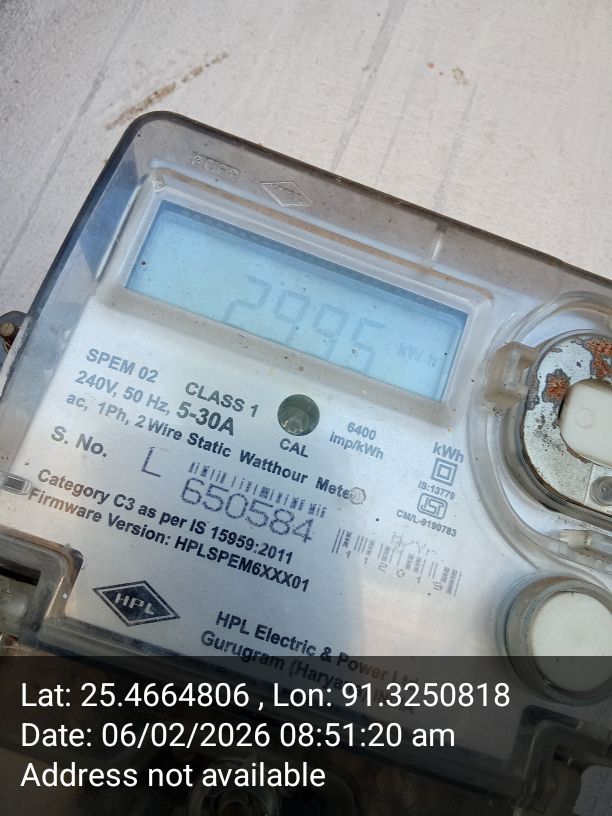 2995 kWh
SPEM 02
CLASS 1
240V, 50 Hz, 5-30A
ac, 1Ph, 2 Wire Static Watthour Meter
CAL
6400
imp/kWh
kWh
IS:13779
CM/L-9190783
S. No.
L 650584
Category C3 as per IS 15959:2011
Firmware Version: HPLSPEM6XXX01
HPL
HPL Electric & Power
Gurugram (Haryana)
Lat: 25.4664806 , Lon: 91.3250818
Date: 06/02/2026 08:51:20 am
Address not available